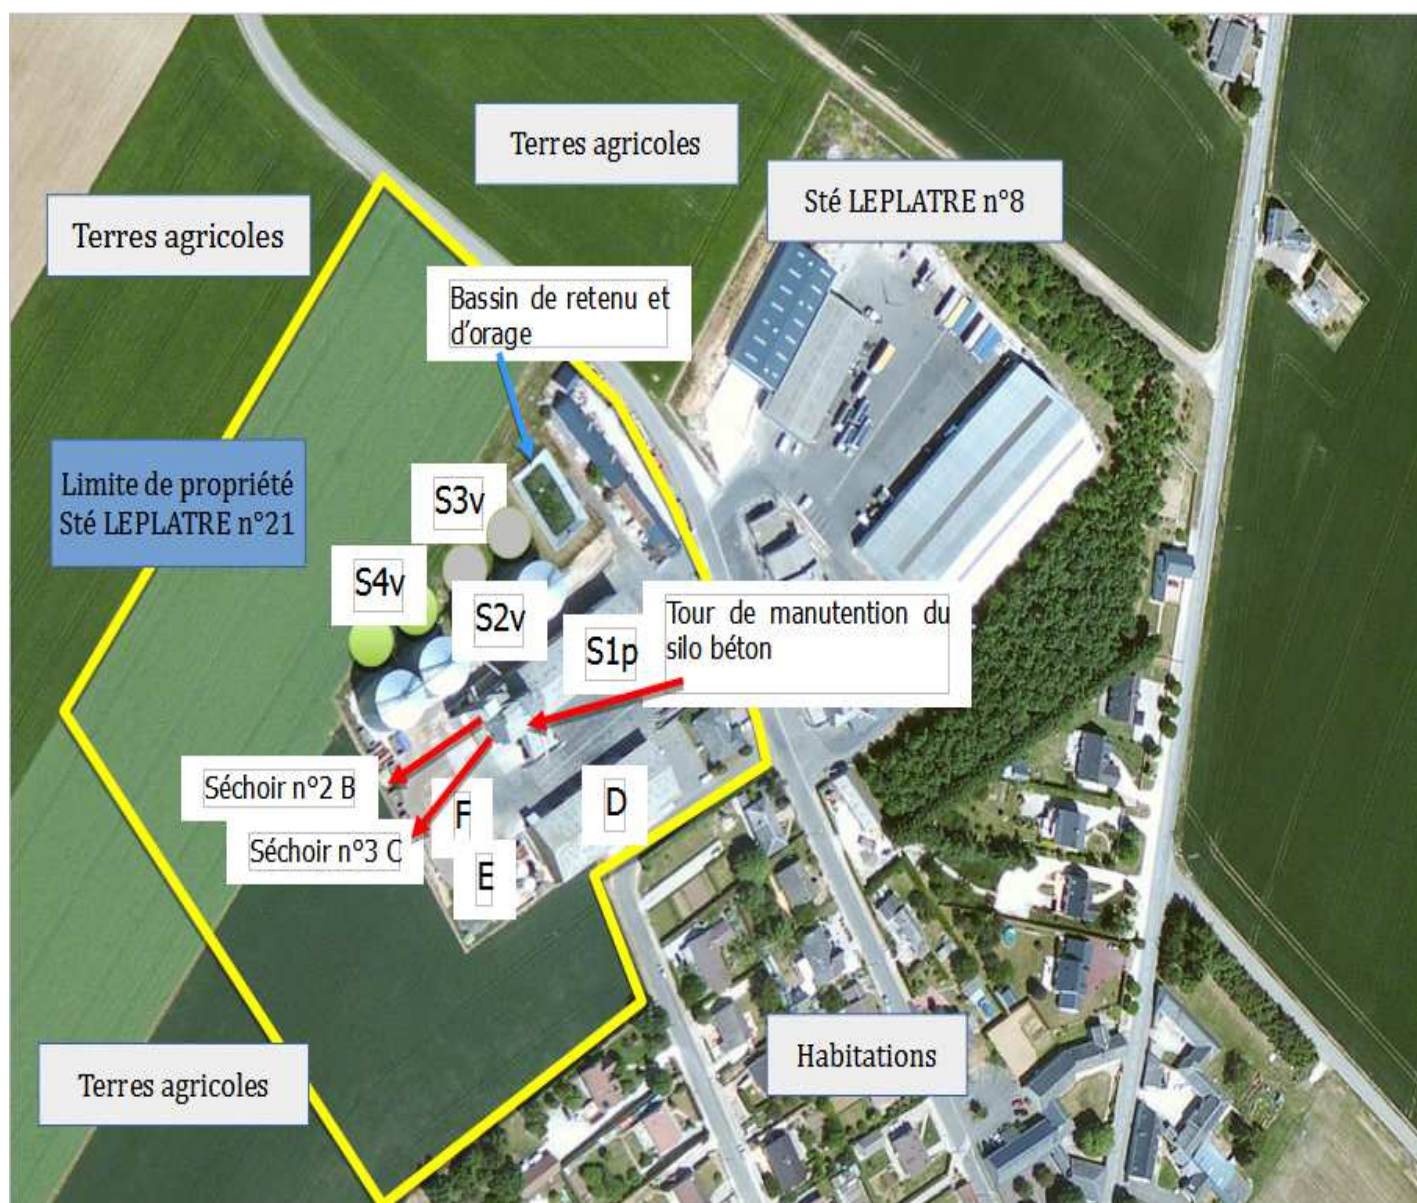 Terres agricoles
Sté LEPLATRE n°8
Terres agricoles
Bassin de retenu et
d'orage
Limite de propriété
Sté LEPLATRE n°21
S3v
S4v
S2v
S1p
Tour de manutention du
silo béton
Séchoir n°2 B
F
D
Séchoir n°3 C
E
Habitations
Terres agricoles